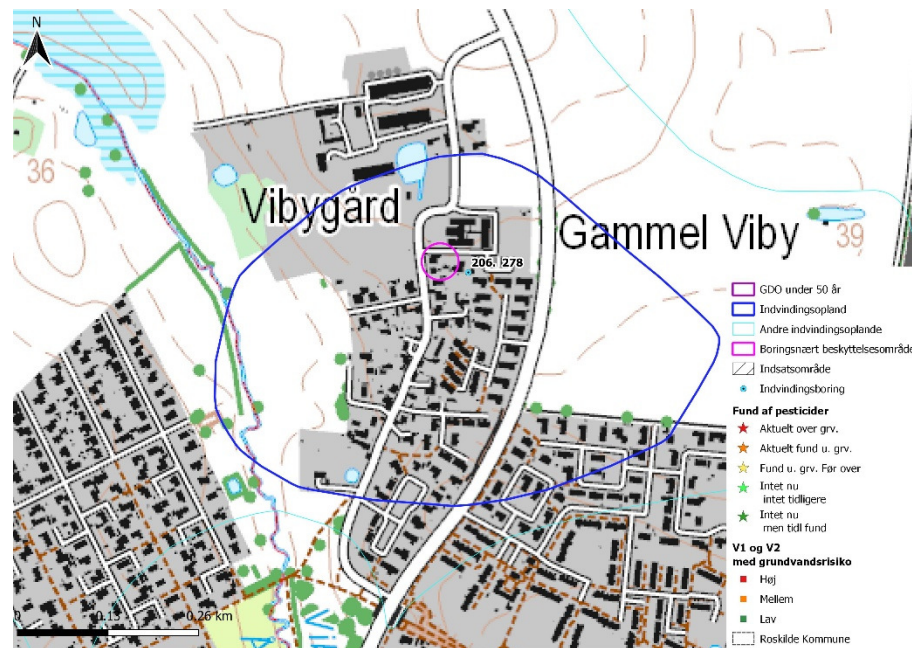 N
36
Vibygård
Gammel Viby
39
206. 278
GDO under 50 år
Indvindingsopland
Andre indvindingsoplande
Boringsnært beskyttelsesområde
Indsatsområde
Indvindingsboring
Fund af pesticider
Aktuelt over grv.
Aktuelt fund u. grv.
Fund u. grv. Før over
Intet nu
intet tidligere
Intet nu
men tidl fund
V1 og V2
med grundvandsrisiko
Høj
Mellem
Lav
Roskilde Kommune
0 0.13 0.26 km